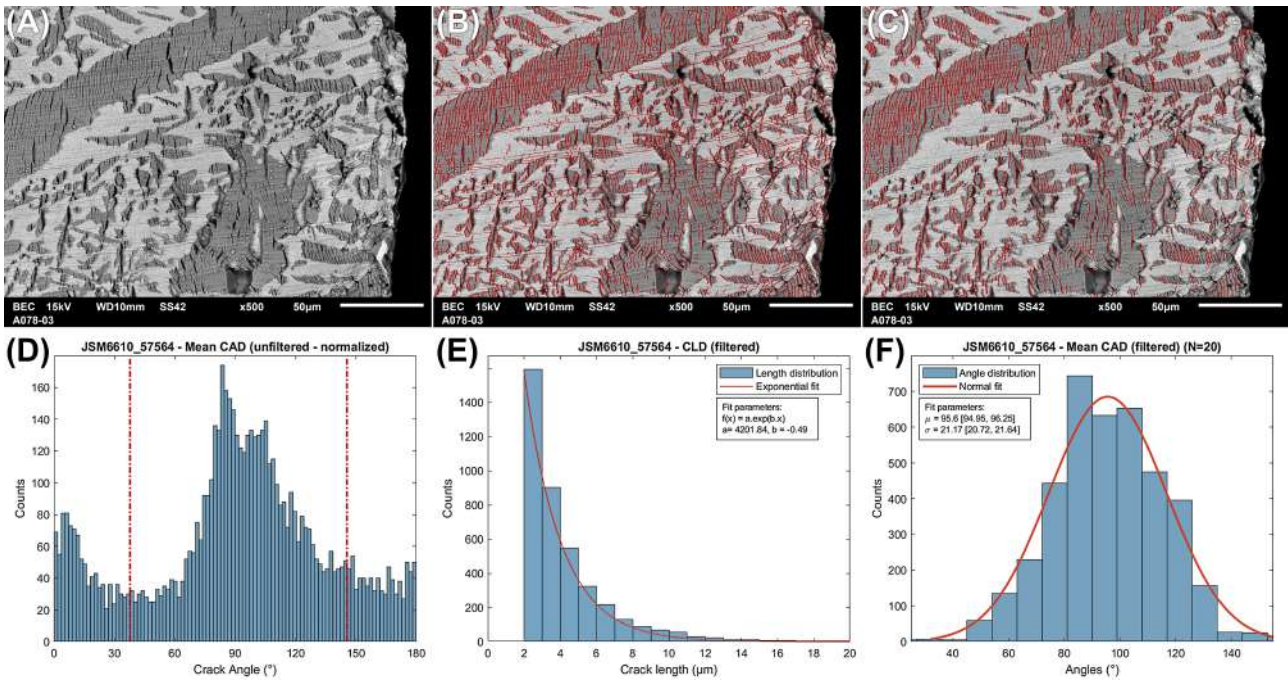 (A)
BEC 15kV WD10mm SS42 x500 50μm
A078-03
(B)
BEC 15kV WD10mm SS42 x500 50μm
A078-03
(C)
BEC 15kV WD10mm SS42 x500 50μm
A078-03
(D)
JSM6610_57564 - Mean CAD (unfiltered - normalized)
Counts
160
140
120
100
80
60
40
20
0
0 30 60 90 120 150 180
Crack Angle (°)
(E)
JSM6610_57564 - CLD (filtered)
Length distribution
Exponential fit
Fit parameters:
f(x) = a.exp(b.x)
a= 4201.84, b = -0.49
Counts
1600
1400
1200
1000
800
600
400
200
0
0 2 4 6 8 10 12 14 16 18 20
Crack length (μm)
(F)
JSM6610_57564 - Mean CAD (filtered) (N=20)
Angle distribution
Normal fit
Fit parameters:
μ = 95.6 [94.95, 96.25]
σ = 21.17 [20.72, 21.64]
Counts
700
600
500
400
300
200
100
0
40 60 80 100 120 140
Angles (°)